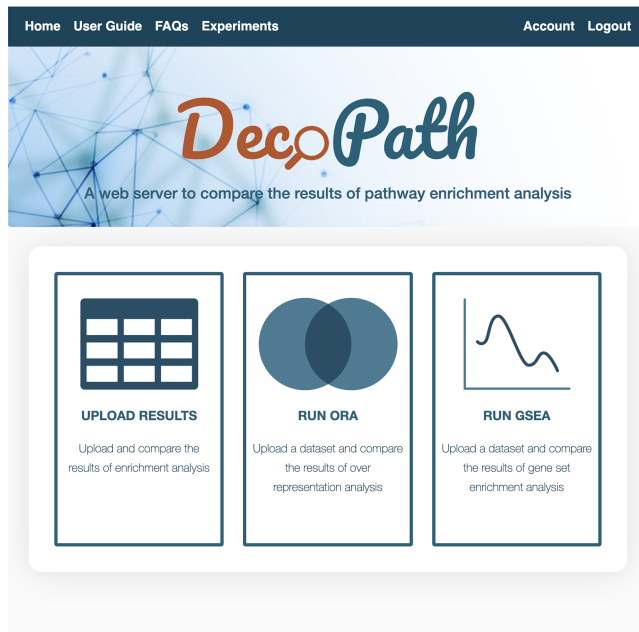 Home User Guide FAQs Experiments Account Logout
DecoPath
A web server to compare the results of pathway enrichment analysis
UPLOAD RESULTS
Upload and compare the
results of enrichment analysis
RUN ORA
Upload a dataset and compare
the results of over
representation analysis
RUN GSEA
Upload a dataset and compare
the results of gene set
enrichment analysis